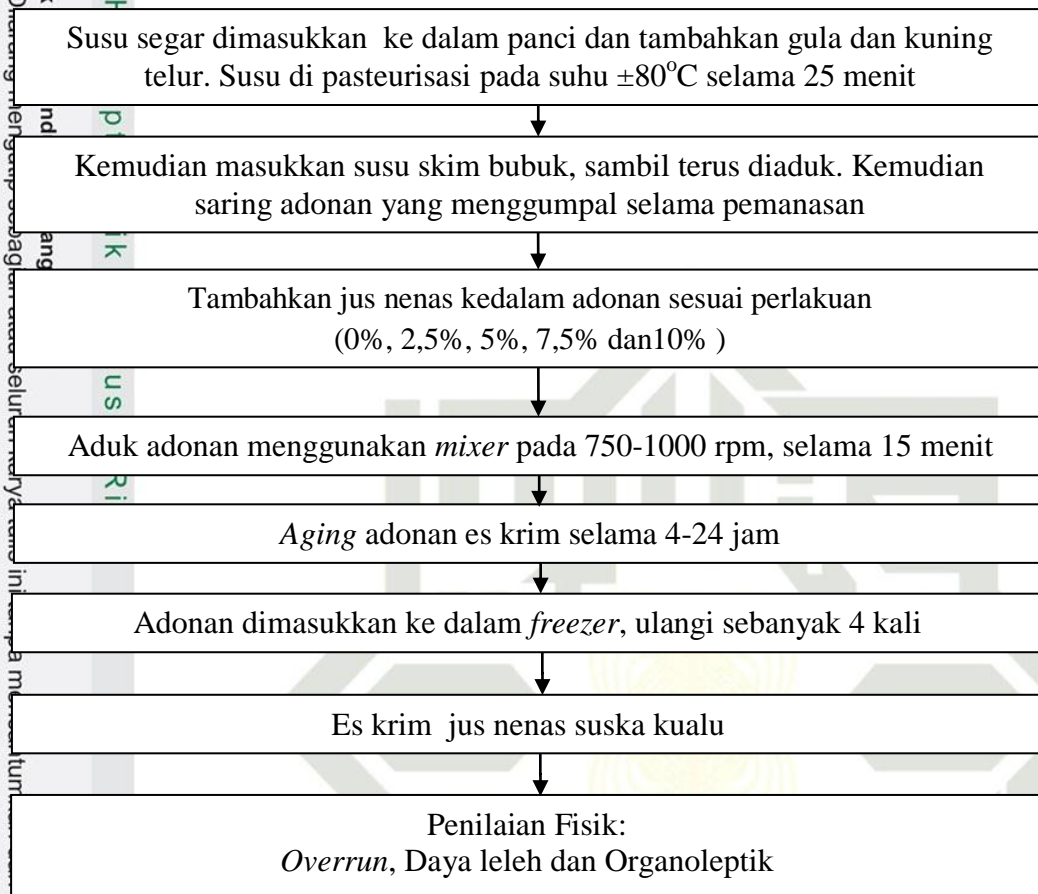 Susu segar dimasukkan ke dalam panci dan tambahkan gula dan kuning
telur. Susu di pasteurisasi pada suhu ±80°C selama 25 menit
Kemudian masukkan susu skim bubuk, sambil terus diaduk. Kemudian
saring adonan yang menggumpal selama pemanasan
Tambahkan jus nenas kedalam adonan sesuai perlakuan
(0%, 2,5%, 5%, 7,5% dan10% )
Aduk adonan menggunakan mixer pada 750-1000 rpm, selama 15 menit
Aging adonan es krim selama 4-24 jam
Adonan dimasukkan ke dalam freezer, ulangi sebanyak 4 kali
Es krim jus nenas suska kualu
Penilaian Fisik:
Overrun, Daya leleh dan Organoleptik